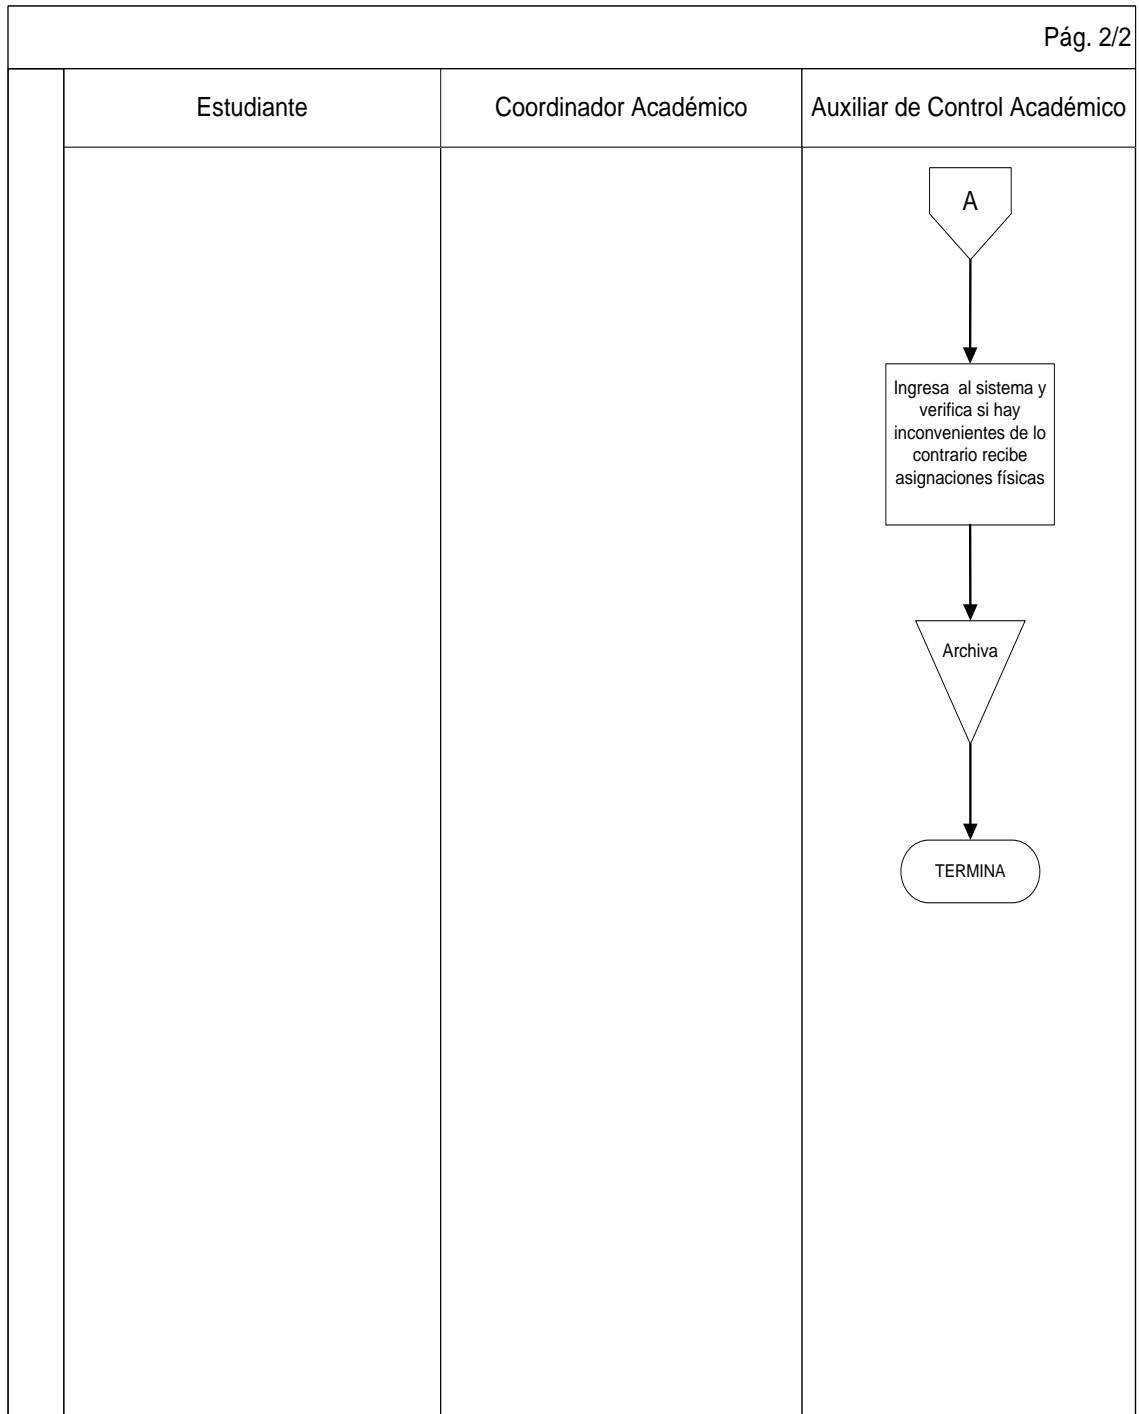 Pág. 2/2
Estudiante
Coordinador Académico
Auxiliar de Control Académico
A
Ingresa al sistema y
verifica si hay
inconvenientes de lo
contrario recibe
asignaciones físicas
Archiva
TERMINA